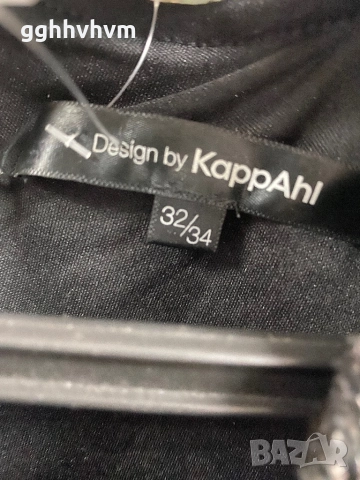 gghhvhvm
Design by KappAhl
32/34
BAZAR